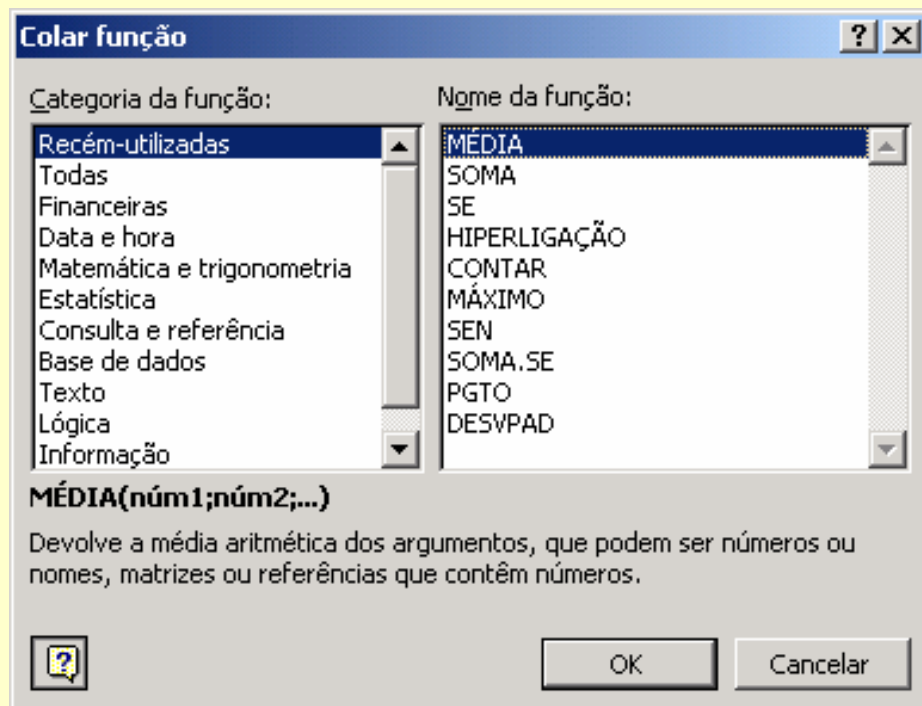 Colar função
Categoria da função:
Recém-utilizadas
Todas
Financeiras
Data e hora
Matemática e trigonometria
Estatística
Consulta e referência
Base de dados
Texto
Lógica
Informação
Nome da função:
MÉDIA
SOMA
SE
HIPERLIGAÇÃO
CONTAR
MÁXIMO
SEN
SOMA.SE
PGTO
DESVPAD
MÉDIA(núm1;núm2;...)
Devolve a média aritmética dos argumentos, que podem ser números ou
nomes, matrizes ou referências que contêm números.
OK
Cancelar